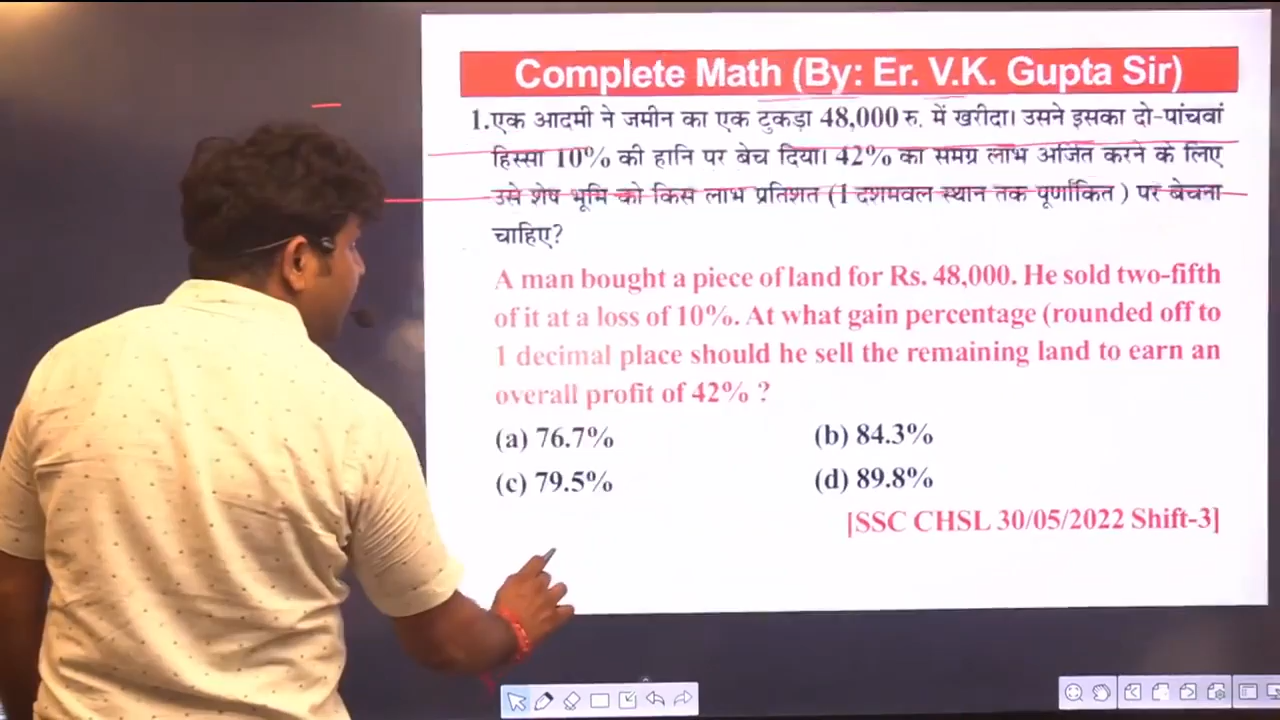 Complete Math (By: Er. V.K. Gupta Sir)
1.एक आदमी ने जमीन का एक टुकड़ा 48,000 रु. में खरीदा। उसने इसका दो-पांचवां
हिस्सा 10% की हानि पर बेच दिया। 42% का समग्र लाभ अर्जित करने के लिए
उसे शेष भूमि को किस लाभ प्रतिशत (1 दशमवल स्थान तक पूर्णांकित ) पर बेचना
चाहिए?
A man bought a piece of land for Rs. 48,000. He sold two-fifth
of it at a loss of 10%. At what gain percentage (rounded off to
1 decimal place should he sell the remaining land to earn an
overall profit of 42% ?
(a) 76.7% (b) 84.3%
(c) 79.5% (d) 89.8%
[SSC CHSL 30/05/2022 Shift-3]